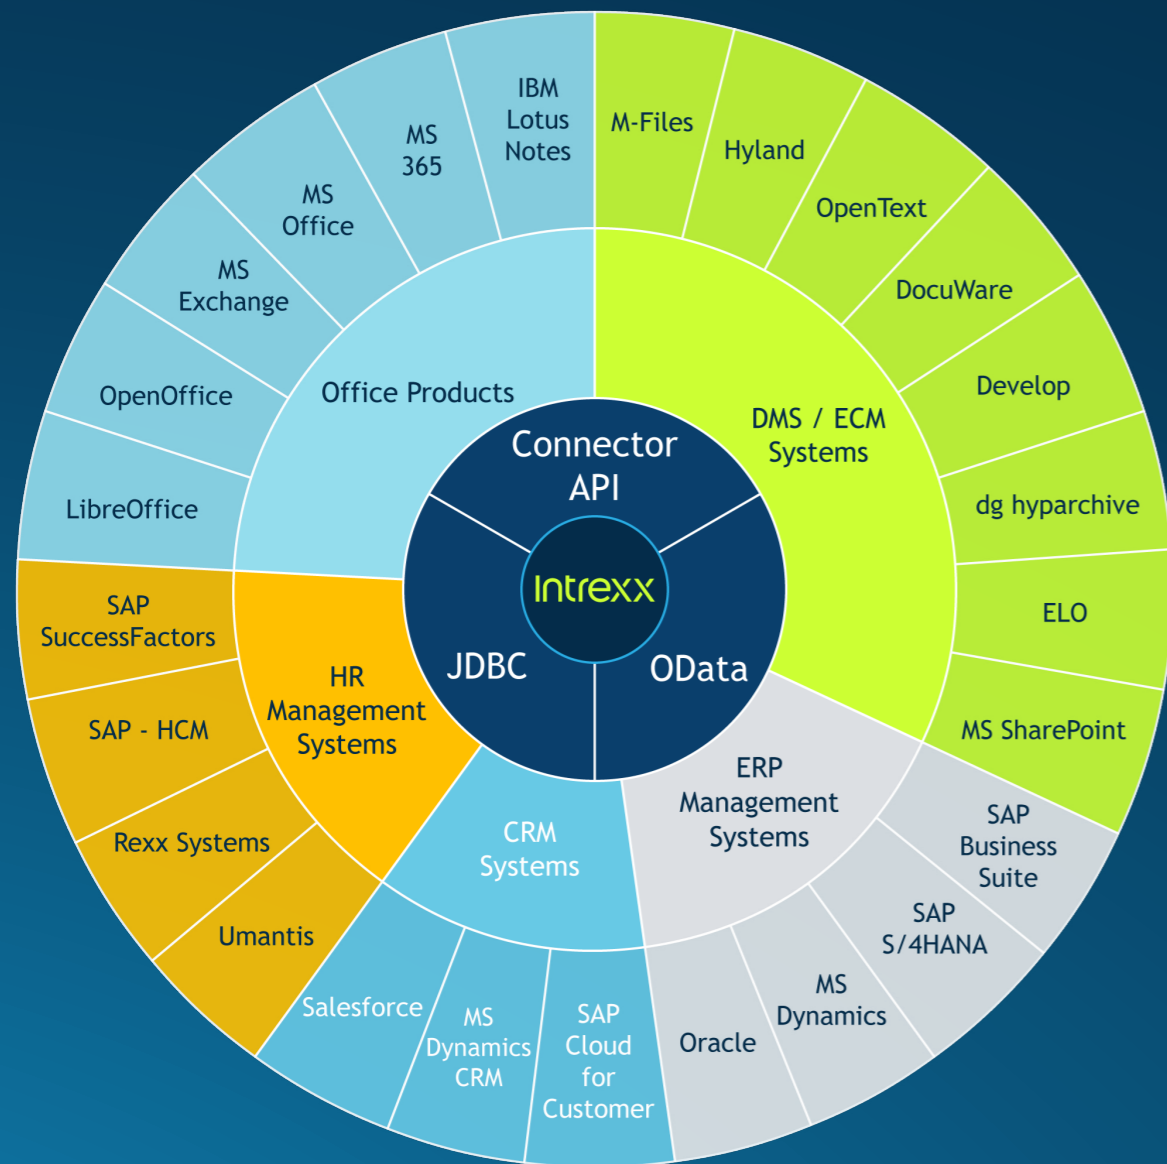 IBM
Lotus
Notes
M-Files
Hyland
OpenText
DocuWare
Develop
dg hyparchive
ELO
MS SharePoint
SAP
Business
Suite
SAP
S/4HANA
MS
Dynamics
Oracle
SAP
Cloud
for
Customer
MS
Dynamics
CRM
Salesforce
Umantis
Rexx Systems
SAP - HCM
SAP
SuccessFactors
LibreOffice
OpenOffice
MS
Exchange
MS
Office
MS
365
Office Products
DMS / ECM
Systems
ERP
Management
Systems
CRM
Systems
HR
Management
Systems
Connector
API
OData
JDBC
Intrexx